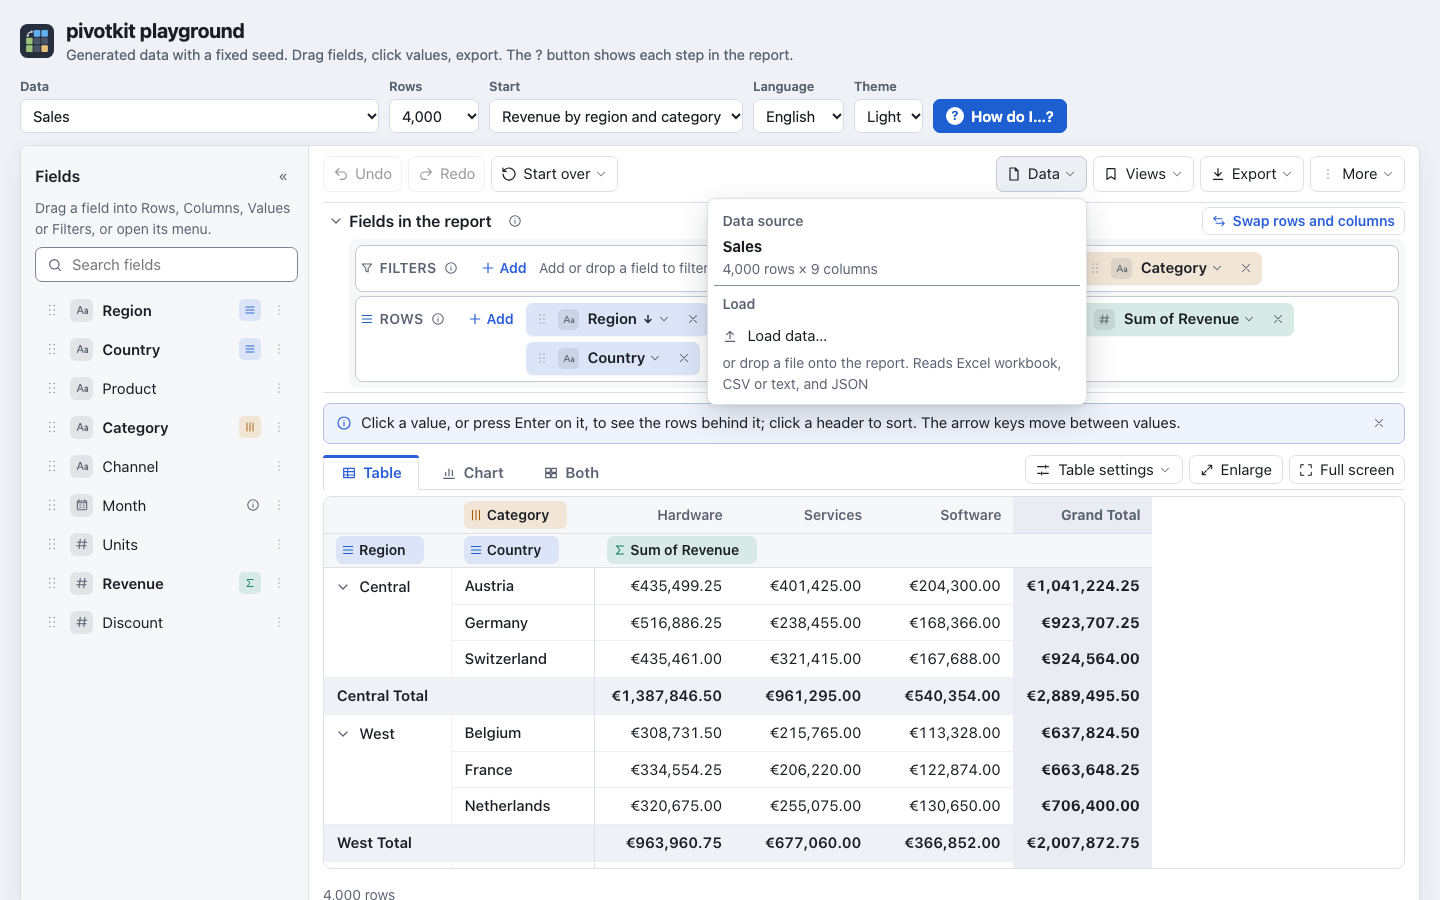 pivotkit playground
Generated data with a fixed seed. Drag fields, click values, export. The ? button shows each step in the report.
Data
Rows
Start
Language
Theme
Sales
4,000
Revenue by region and category
English
Light
? How do I...?
Fields
«
Drag a field into Rows, Columns, Values
or Filters, or open its menu.
Search fields
Aa Region
Aa Country
Aa Product
Aa Category
Aa Channel
Month
# Units
# Revenue Σ
# Discount
Undo
Redo
Start over
Data
Views
Export
More
Fields in the report
Swap rows and columns
FILTERS
+ Add
Add or drop a field to filter
Aa Category
ROWS
+ Add
Aa Region ↓
# Sum of Revenue
Aa Country
Data source
Sales
4,000 rows × 9 columns
Load
Load data...
or drop a file onto the report. Reads Excel workbook,
CSV or text, and JSON
Click a value, or press Enter on it, to see the rows behind it; click a header to sort. The arrow keys move between values.
Table
Chart
Both
Table settings
Enlarge
Full screen
Category Hardware Services Software Grand Total
Region Country Σ Sum of Revenue
Central Austria €435,499.25 €401,425.00 €204,300.00 €1,041,224.25
Germany €516,886.25 €238,455.00 €168,366.00 €923,707.25
Switzerland €435,461.00 €321,415.00 €167,688.00 €924,564.00
Central Total €1,387,846.50 €961,295.00 €540,354.00 €2,889,495.50
West Belgium €308,731.50 €215,765.00 €113,328.00 €637,824.50
France €334,554.25 €206,220.00 €122,874.00 €663,648.25
Netherlands €320,675.00 €255,075.00 €130,650.00 €706,400.00
West Total €963,960.75 €677,060.00 €366,852.00 €2,007,872.75
4,000 rows